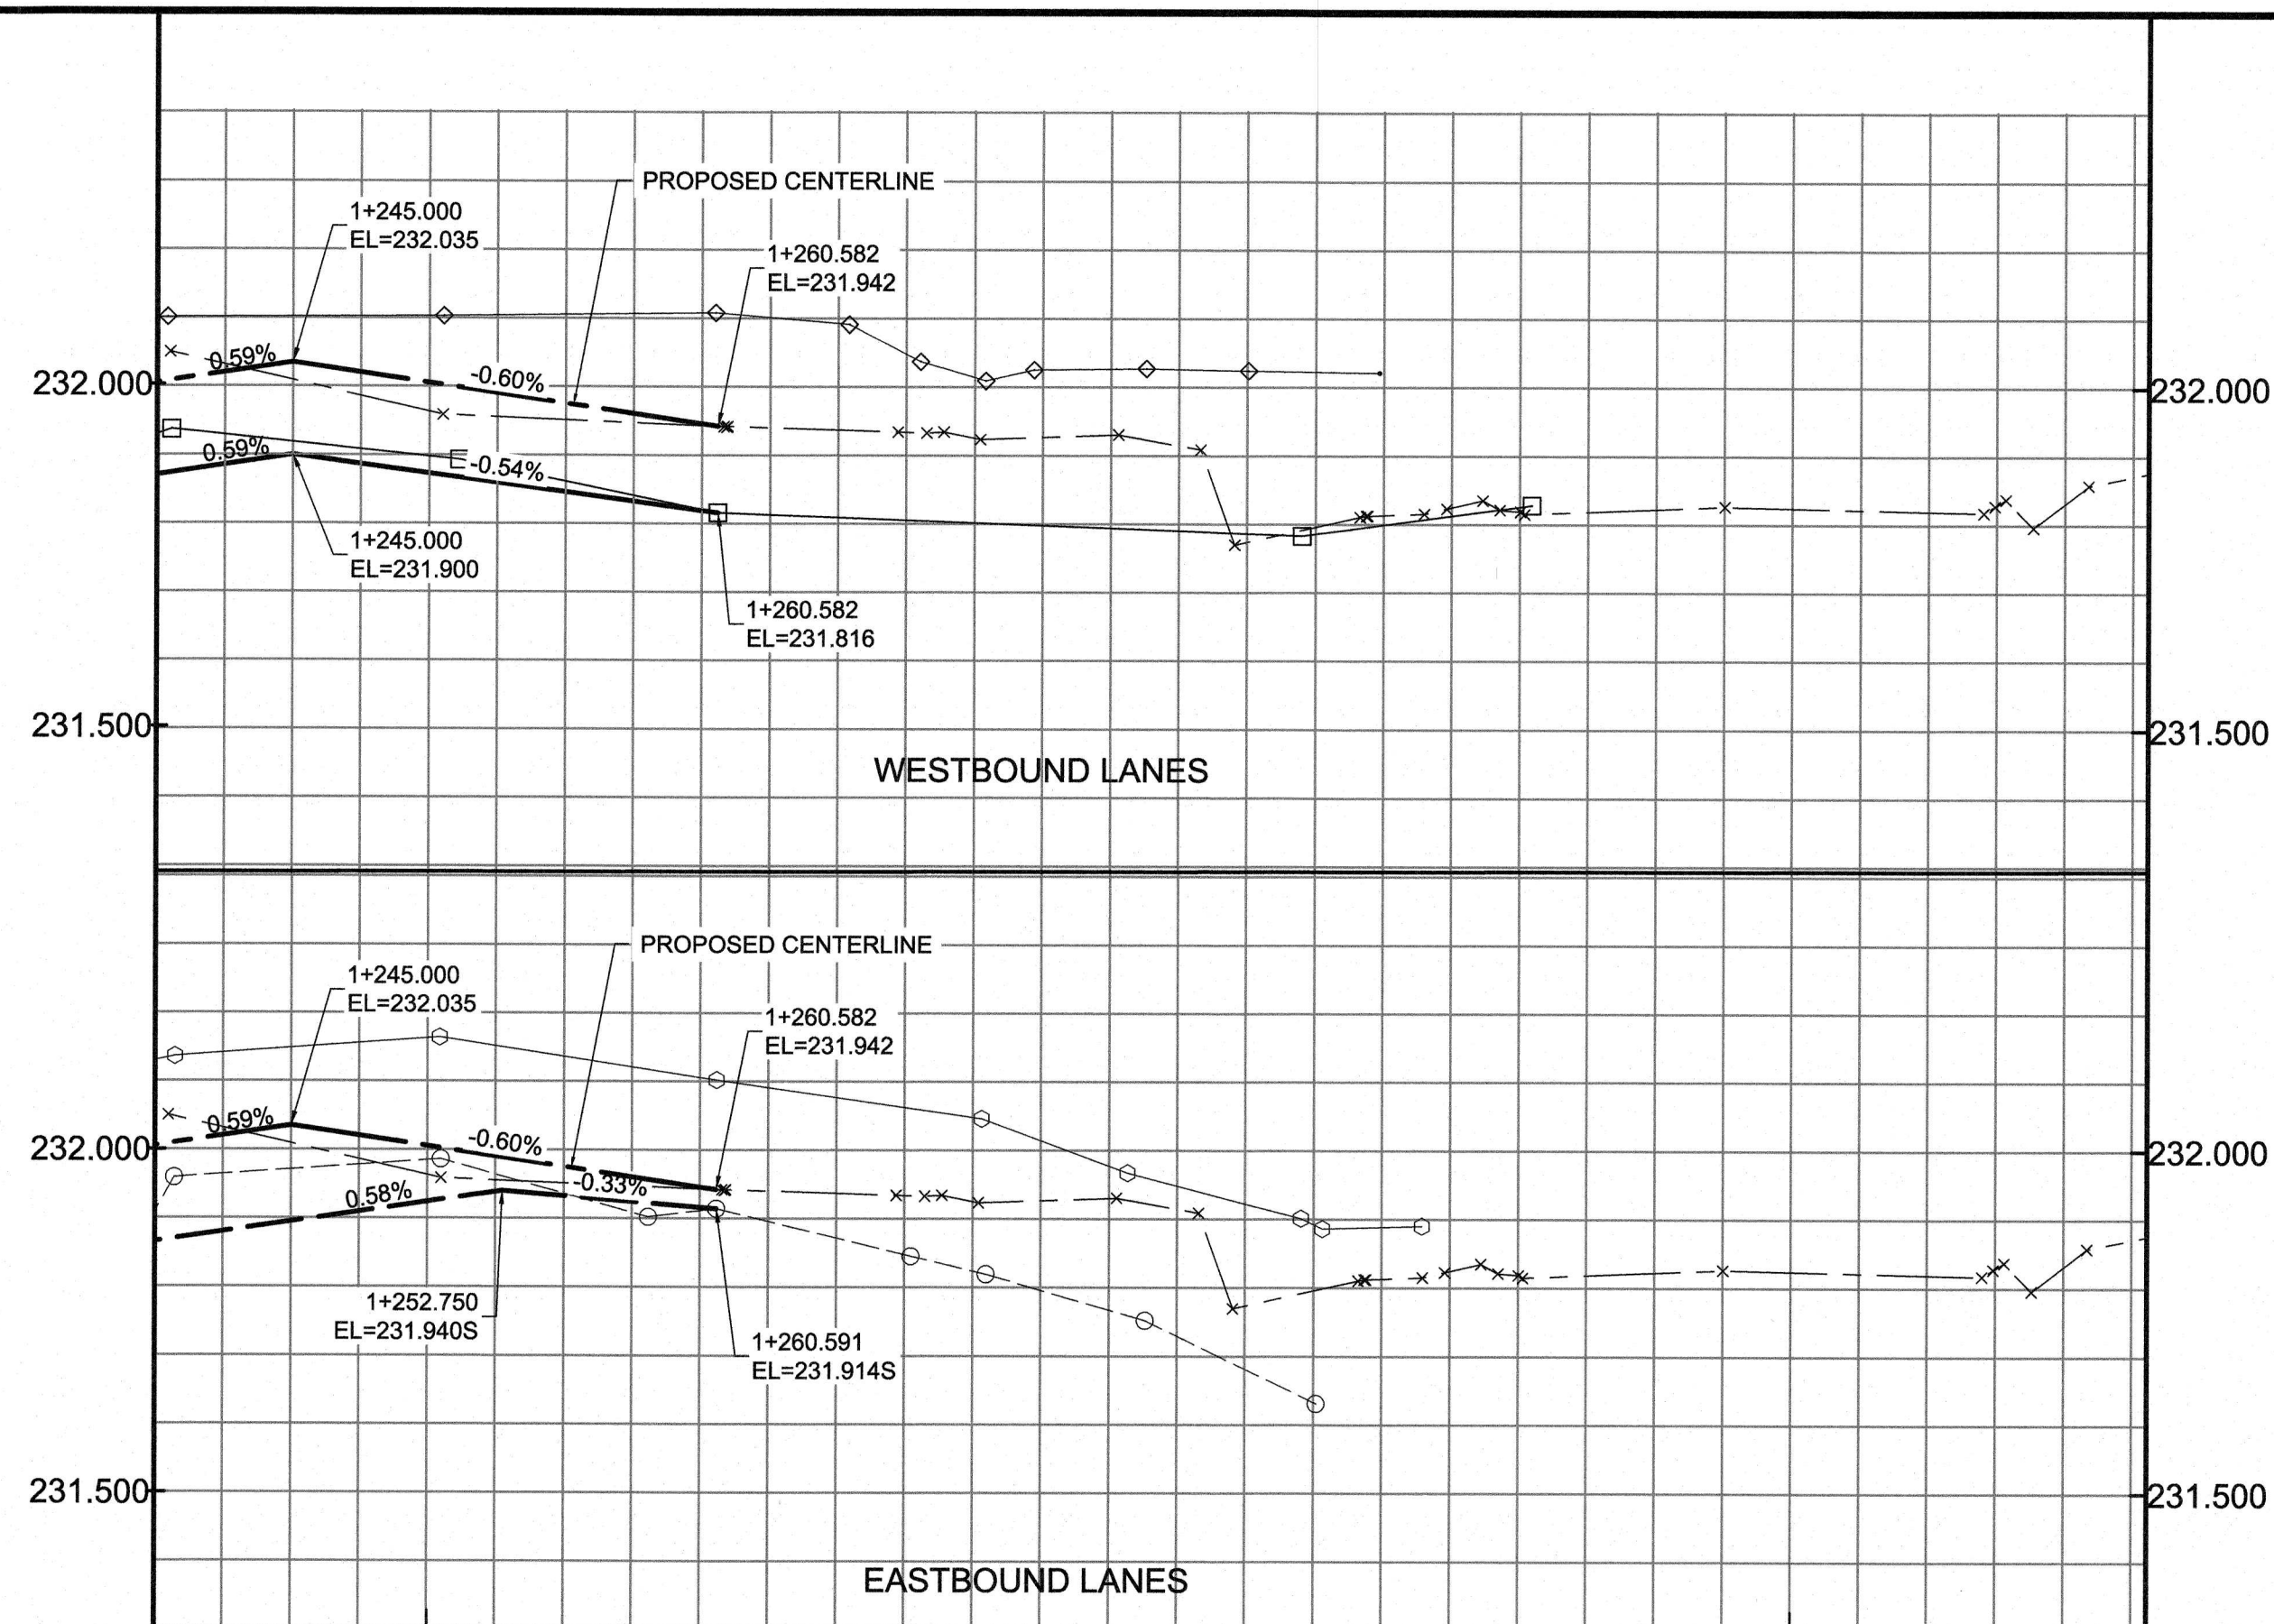 PROPOSED CENTERLINE
1+245.000
EL=232.035
1+260.582
EL=231.942
0.59%
-0.60%
232.000
232.000
0.59%
-0.54%
1+245.000
EL=231.900
1+260.582
EL=231.816
231.500
231.500
WESTBOUND LANES
PROPOSED CENTERLINE
1+245.000
EL=232.035
1+260.582
EL=231.942
0.59%
-0.60%
232.000
232.000
0.58%
-0.33%
1+252.750
EL=231.940S
1+260.591
EL=231.914S
231.500
231.500
EASTBOUND LANES